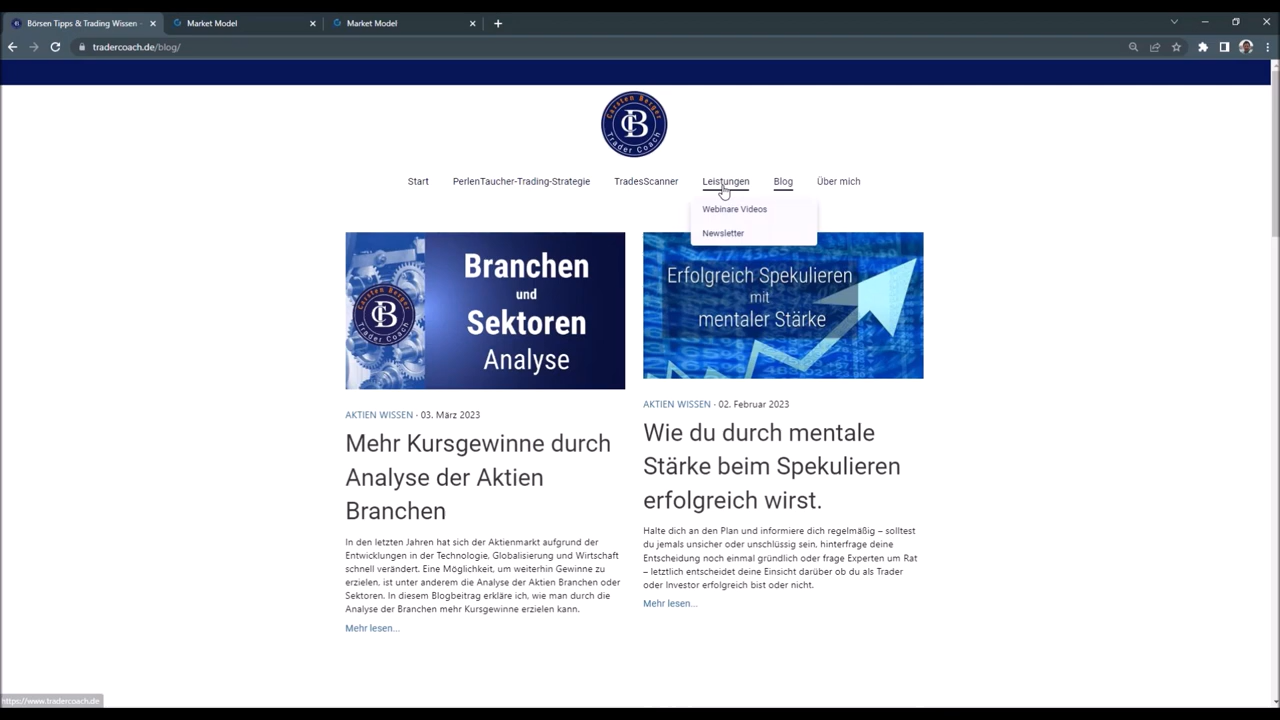 Börsen Tipps & Trading Wissen -
Market Model
Market Model
tradercoach.de/blog/
Carsten Berger
CB
Trader Coach
Start
PerlenTaucher-Trading-Strategie
TradesScanner
Leistungen
Blog
Über mich
Webinare Videos
Newsletter
Carsten Berger
CB
Trader Coach
Branchen
und
Sektoren
Analyse
Erfolgreich Spekulieren
mit
mentaler Stärke
AKTIEN WISSEN · 03. März 2023
Mehr Kursgewinne durch
Analyse der Aktien
Branchen
In den letzten Jahren hat sich der Aktienmarkt aufgrund der
Entwicklungen in der Technologie, Globalisierung und Wirtschaft
schnell verändert. Eine Möglichkeit, um weiterhin Gewinne zu
erzielen, ist unter anderem die Analyse der Aktien Branchen oder
Sektoren. In diesem Blogbeitrag erkläre ich, wie man durch die
Analyse der Branchen mehr Kursgewinne erzielen kann.
Mehr lesen...
AKTIEN WISSEN · 02. Februar 2023
Wie du durch mentale
Stärke beim Spekulieren
erfolgreich wirst.
Halte dich an den Plan und informiere dich regelmäßig – solltest
du jemals unsicher oder unschlüssig sein, hinterfrage deine
Entscheidung noch einmal gründlich oder frage Experten um Rat
– letztlich entscheidet deine Einsicht darüber ob du als Trader
oder Investor erfolgreich bist oder nicht.
Mehr lesen...
https://www.tradercoach.de